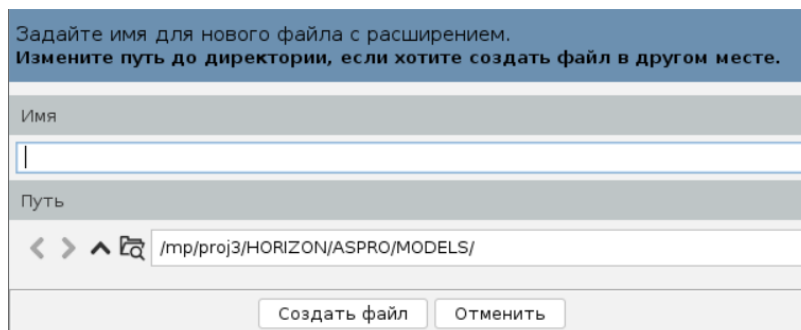 Задайте имя для нового файла с расширением.
Измените путь до директории, если хотите создать файл в другом месте.
Имя
Путь
/mp/proj3/HORIZON/ASPRO/MODELS/
Создать файл Отменить